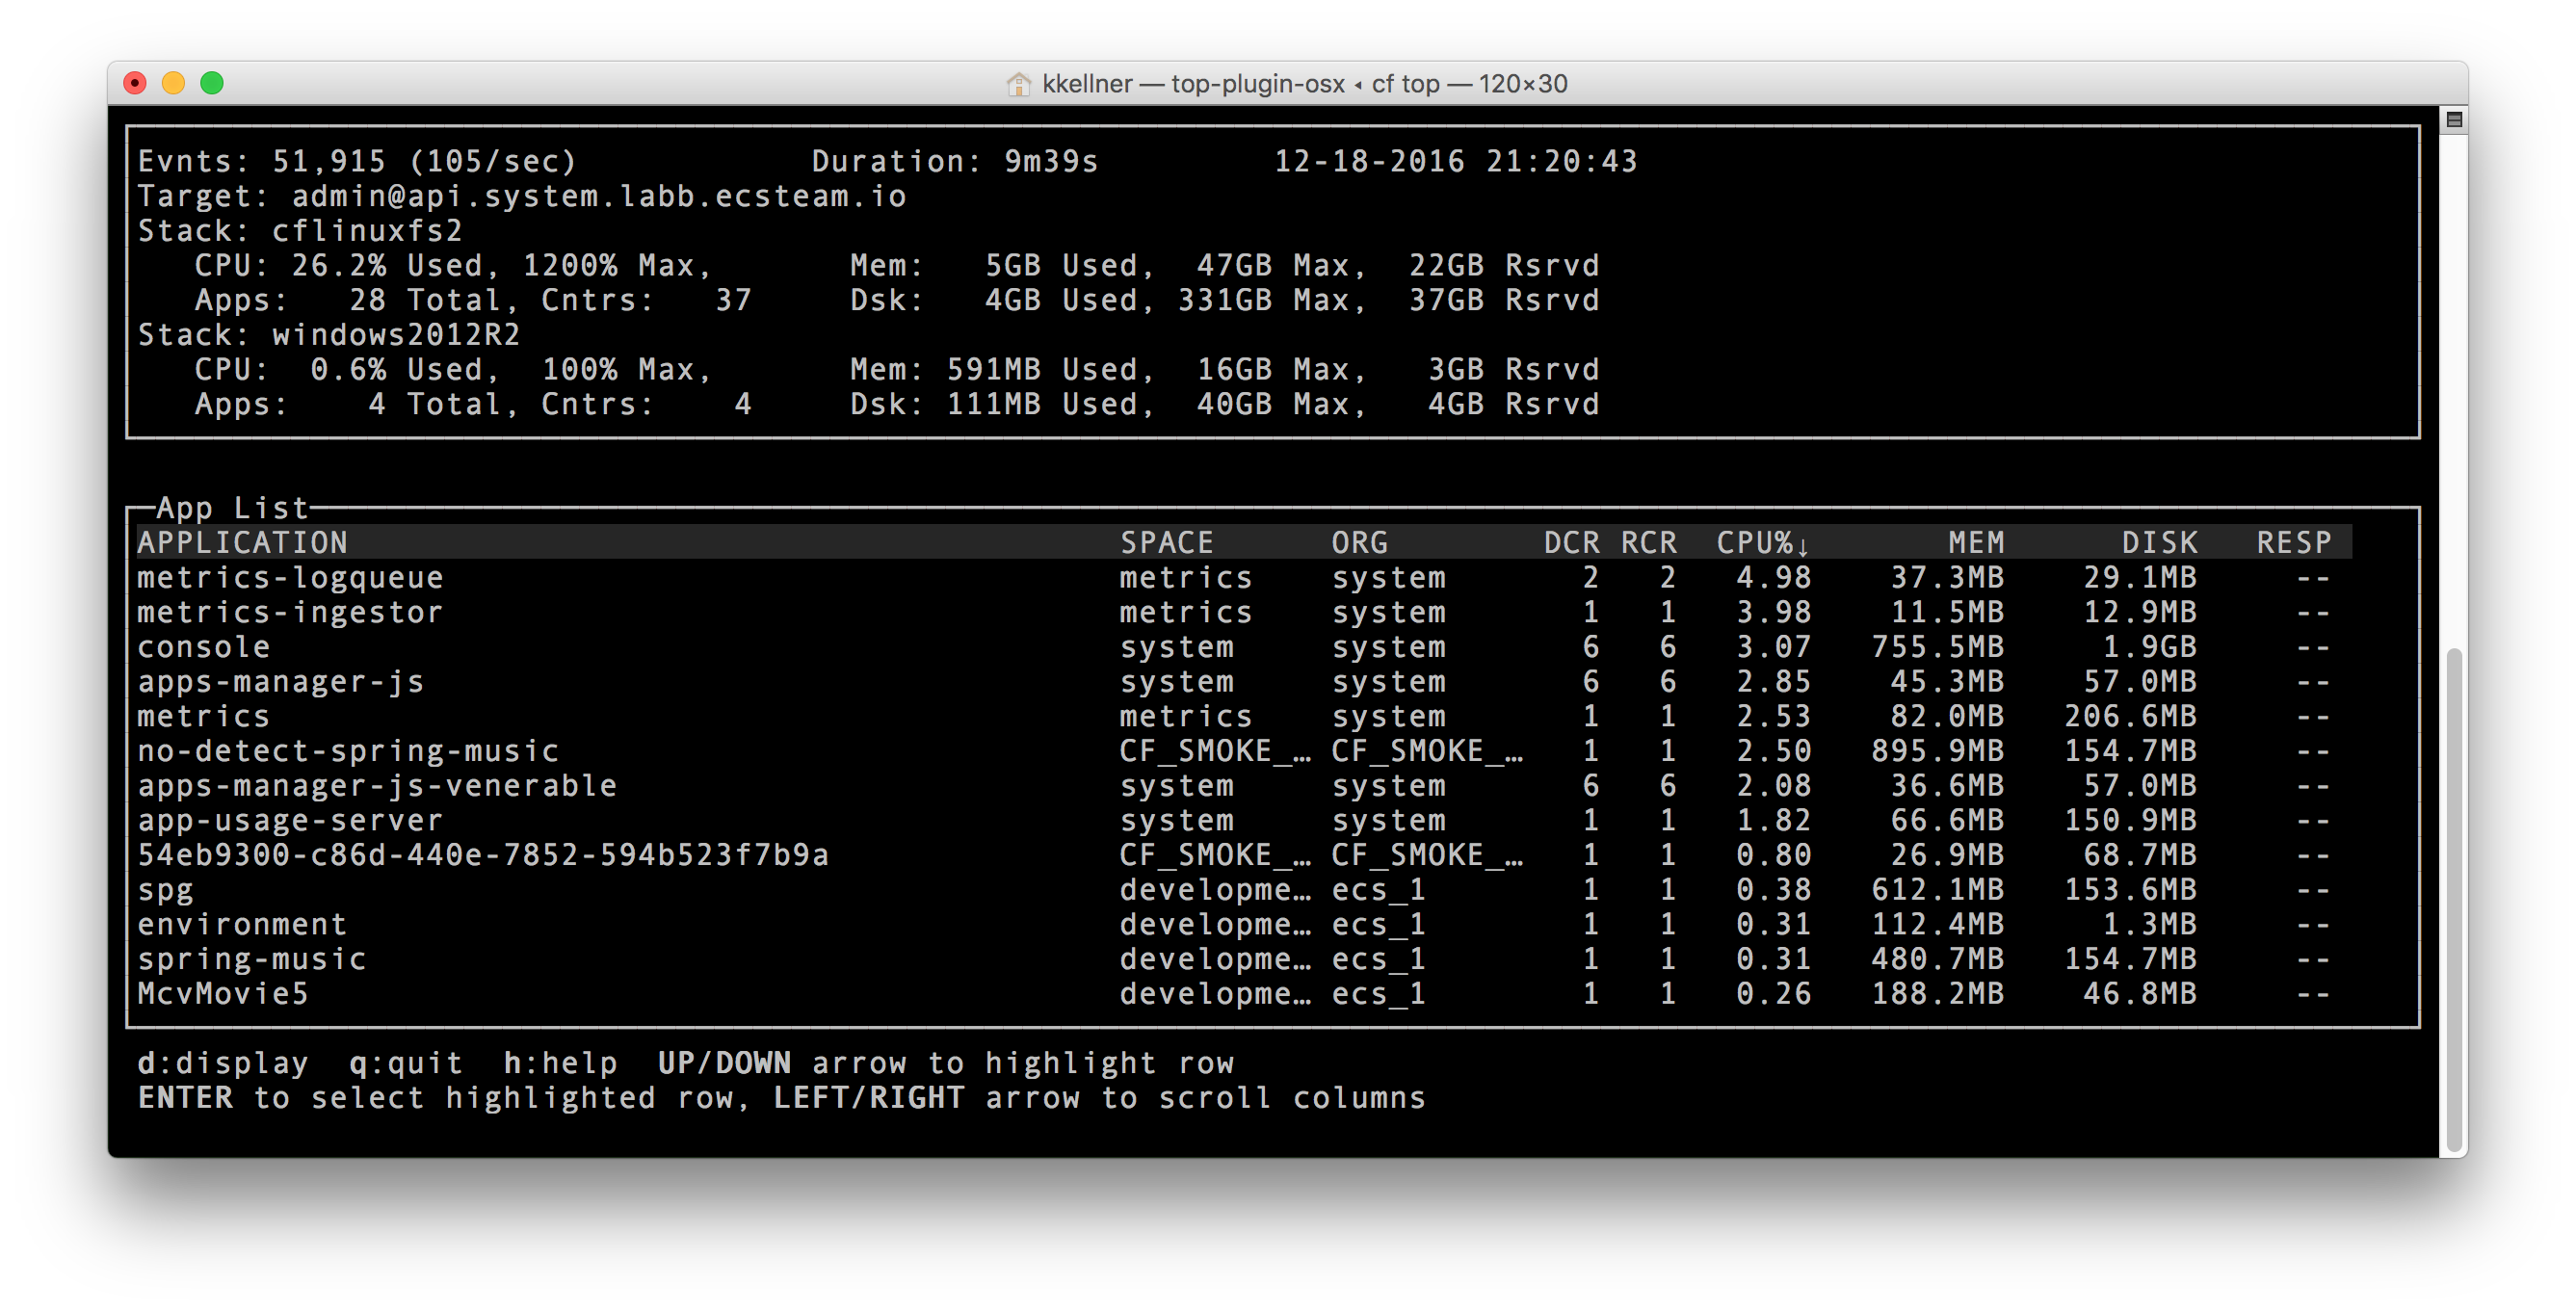 kkellner — top-plugin-osx ◂ cf top — 120×30
Evnts: 51,915 (105/sec)            Duration: 9m39s         12-18-2016 21:20:43
Target: admin@api.system.labb.ecsteam.io
Stack: cflinuxfs2
   CPU: 26.2% Used, 1200% Max,       Mem:   5GB Used,  47GB Max,  22GB Rsrvd
   Apps:   28 Total, Cntrs:   37     Dsk:   4GB Used, 331GB Max,  37GB Rsrvd
Stack: windows2012R2
   CPU:  0.6% Used,  100% Max,       Mem: 591MB Used,  16GB Max,   3GB Rsrvd
   Apps:    4 Total, Cntrs:    4     Dsk: 111MB Used,  40GB Max,   4GB Rsrvd
App List
APPLICATION SPACE ORG DCR RCR CPU%↓ MEM DISK RESP
metrics-logqueue metrics system 2 2 4.98 37.3MB 29.1MB --
metrics-ingestor metrics system 1 1 3.98 11.5MB 12.9MB --
console system system 6 6 3.07 755.5MB 1.9GB --
apps-manager-js system system 6 6 2.85 45.3MB 57.0MB --
metrics metrics system 1 1 2.53 82.0MB 206.6MB --
no-detect-spring-music CF_SMOKE_… CF_SMOKE_… 1 1 2.50 895.9MB 154.7MB --
apps-manager-js-venerable system system 6 6 2.08 36.6MB 57.0MB --
app-usage-server system system 1 1 1.82 66.6MB 150.9MB --
54eb9300-c86d-440e-7852-594b523f7b9a CF_SMOKE_… CF_SMOKE_… 1 1 0.80 26.9MB 68.7MB --
spg developme… ecs_1 1 1 0.38 612.1MB 153.6MB --
environment developme… ecs_1 1 1 0.31 112.4MB 1.3MB --
spring-music developme… ecs_1 1 1 0.31 480.7MB 154.7MB --
McvMovie5 developme… ecs_1 1 1 0.26 188.2MB 46.8MB --
d:display  q:quit  h:help  UP/DOWN arrow to highlight row
ENTER to select highlighted row, LEFT/RIGHT arrow to scroll columns